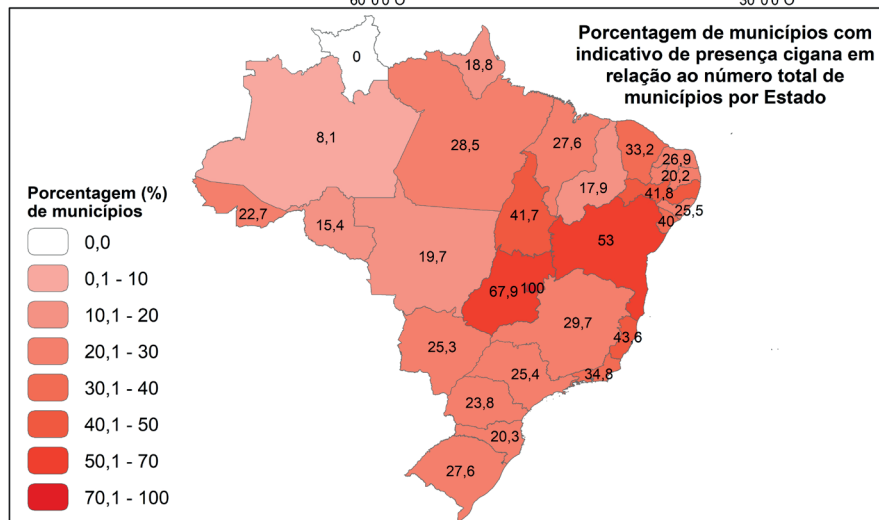 Porcentagem de municípios com
indicativo de presença cigana em
relação ao número total de
municípios por Estado
0
18,8
8,1
28,5
27,6
33,2
26,9
20,2
17,9
41,8
25,5
40
22,7
15,4
41,7
53
19,7
67,9
100
29,7
43,6
25,3
25,4
34,8
23,8
20,3
27,6
Porcentagem (%)
de municípios
0,0
0,1 - 10
10,1 - 20
20,1 - 30
30,1 - 40
40,1 - 50
50,1 - 70
70,1 - 100